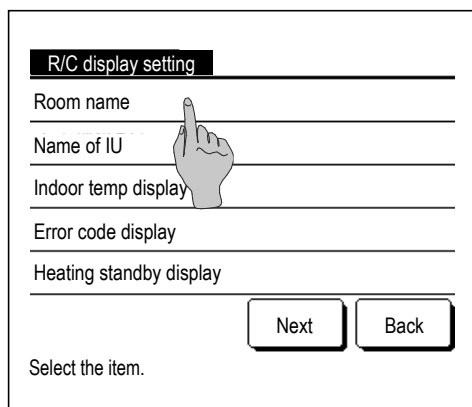 R/C display setting
Room name
Name of IU
Indoor temp display
Error code display
Heating standby display
Next Back
Select the item.